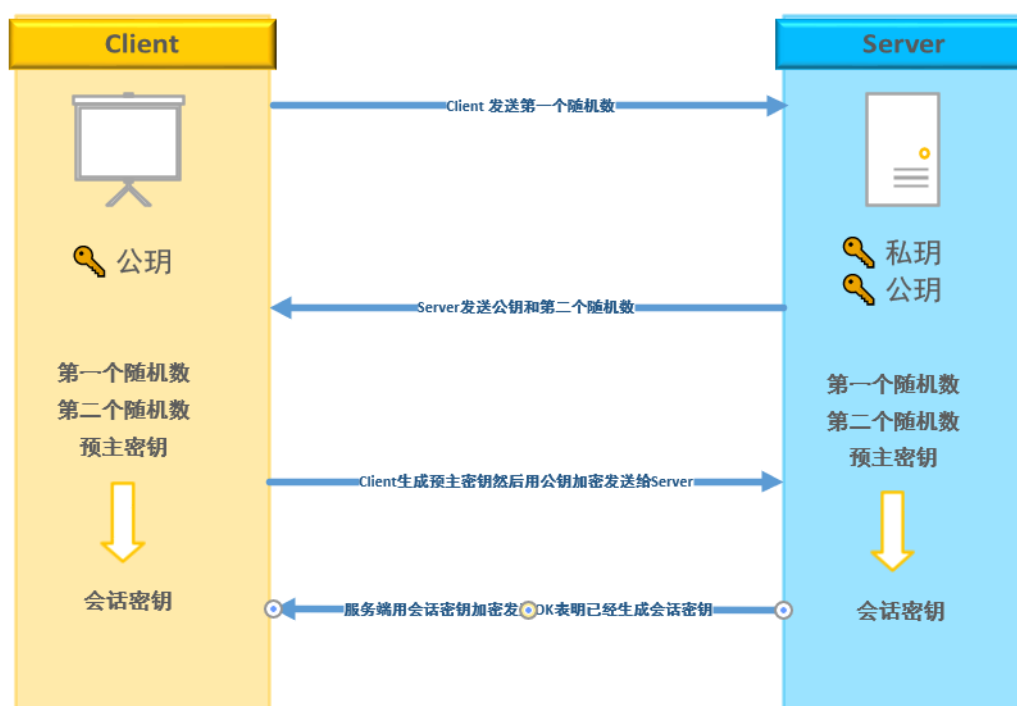 Client
Server
Client 发送第一个随机数
公玥
私玥
公玥
Server发送公钥和第二个随机数
第一个随机数
第二个随机数
预主密钥
第一个随机数
第二个随机数
预主密钥
Client生成预主密钥然后用公钥加密发送给Server
会话密钥
服务端用会话密钥加密发OK表明已经生成会话密钥
会话密钥